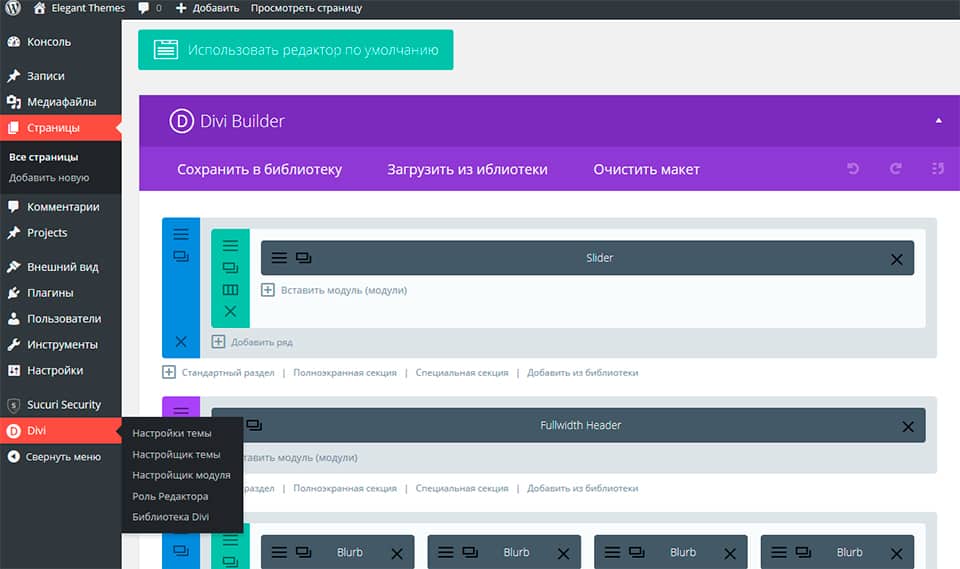 Elegant Themes 0 Добавить Просмотреть страницу
Консоль
Записи
Медиафайлы
Страницы
Все страницы
Добавить новую
Комментарии
Projects
Внешний вид
Плагины
Пользователи
Инструменты
Настройки
Sucuri Security
Divi
Свернуть меню
Настройки темы
Настройщик темы
Настройщик модуля
Роль Редактора
Библиотека Divi
Использовать редактор по умолчанию
Divi Builder
Сохранить в библиотеку Загрузить из иблиотеки Очистить макет
Slider
Вставить модуль (модули)
Добавить ряд
Стандартный раздел | Полноэкранная секция | Специальная секция | Добавить из библиотеки
Fullwidth Header
тавить модуль (модули)
раздел | Полноэкранная секция | Специальная секция | Добавить из библиотеки
Blurb Blurb Blurb Blurb